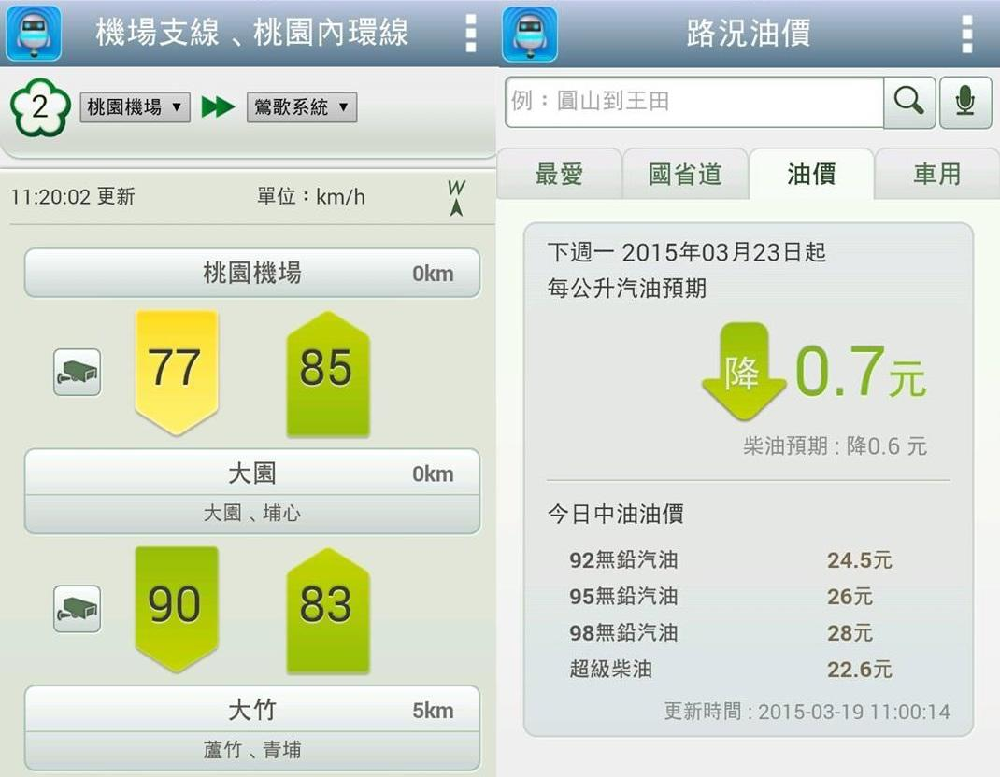 機場支線、桃園內環線
2 桃園機場 ▼ 鶯歌系統 ▼
11:20:02 更新 單位：km/h W
桃園機場 0km
77 85
大園 0km
大園、埔心
90 83
大竹 5km
蘆竹、青埔
路況油價
例：圓山到王田
最愛 國省道 油價 車用
下週一 2015年03月23日起
每公升汽油預期
降 0.7元
柴油預期 : 降0.6 元
今日中油油價
92無鉛汽油 24.5元
95無鉛汽油 26元
98無鉛汽油 28元
超級柴油 22.6元
更新時間 : 2015-03-19 11:00:14